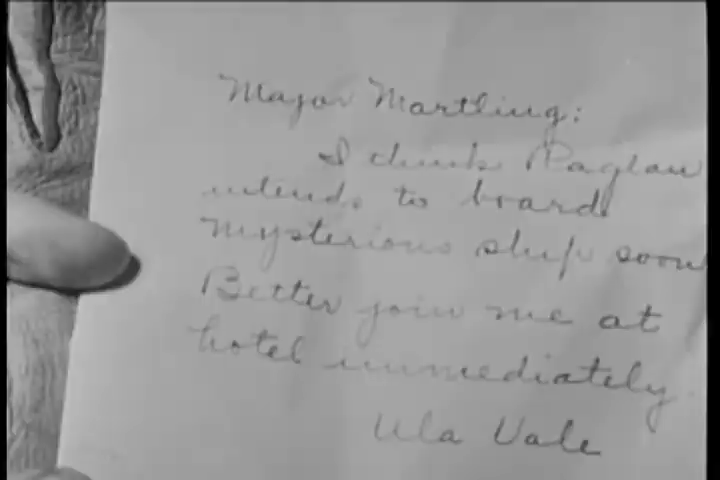 Major Martling:
I think Raglan
intends to board
mysterious ship soon
Better join me at
hotel immediately.
Ula Vale